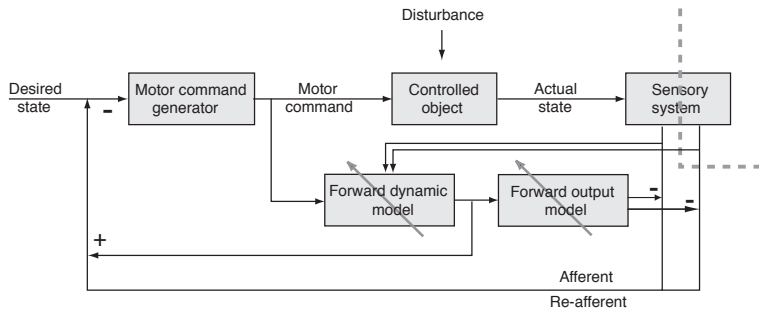 Disturbance
Desired
state
-
Motor command
generator
Motor
command
Controlled
object
Actual
state
Sensory
system
Forward dynamic
model
Forward output
model
-
-
+
Afferent
Re-afferent